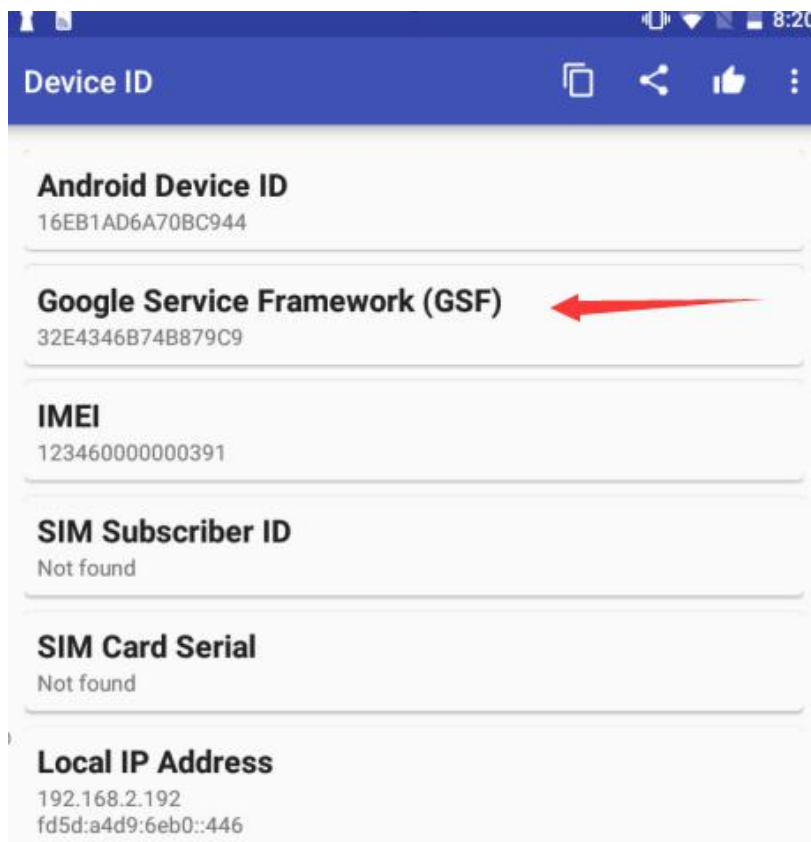 8:20
Device ID
Android Device ID
16EB1AD6A70BC944
Google Service Framework (GSF)
32E4346B74B879C9
IMEI
123460000000391
SIM Subscriber ID
Not found
SIM Card Serial
Not found
Local IP Address
192.168.2.192
fd5d:a4d9:6eb0::446